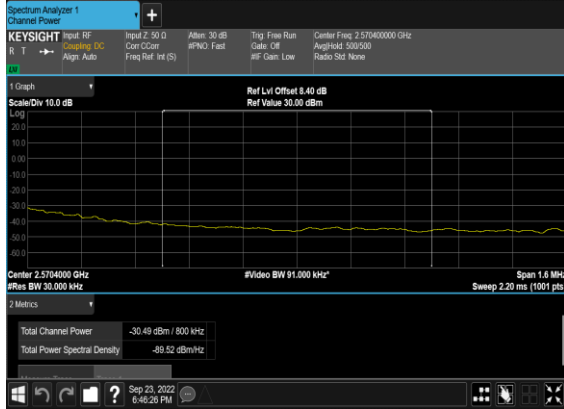 Spectrum Analyzer 1
Channel Power
+
KEYSIGHT
R T
Input: RF
Coupling: DC
Align: Auto
Input Z: 50 Ω
Corr CCorr
Freq Ref: Int (S)
Atten: 30 dB
#PNO: Fast
Trig: Free Run
Gate: Off
#IF Gain: Low
Center Freq: 2.570400000 GHz
Avg|Hold: 500/500
Radio Std: None
1 Graph
Scale/Div 10.0 dB
Ref Lvl Offset 8.40 dB
Ref Value 30.00 dBm
Log
20.0
10.0
0.00
-10.0
-20.0
-30.0
-40.0
-50.0
-60.0
Center 2.5704000 GHz
#Video BW 91.000 kHz*
Span 1.6 MHz
#Res BW 30.000 kHz
Sweep 2.20 ms (1001 pts
2 Metrics
Total Channel Power -30.49 dBm / 800 kHz
Total Power Spectral Density -89.52 dBm/Hz
?
Sep 23, 2022
6:46:26 PM